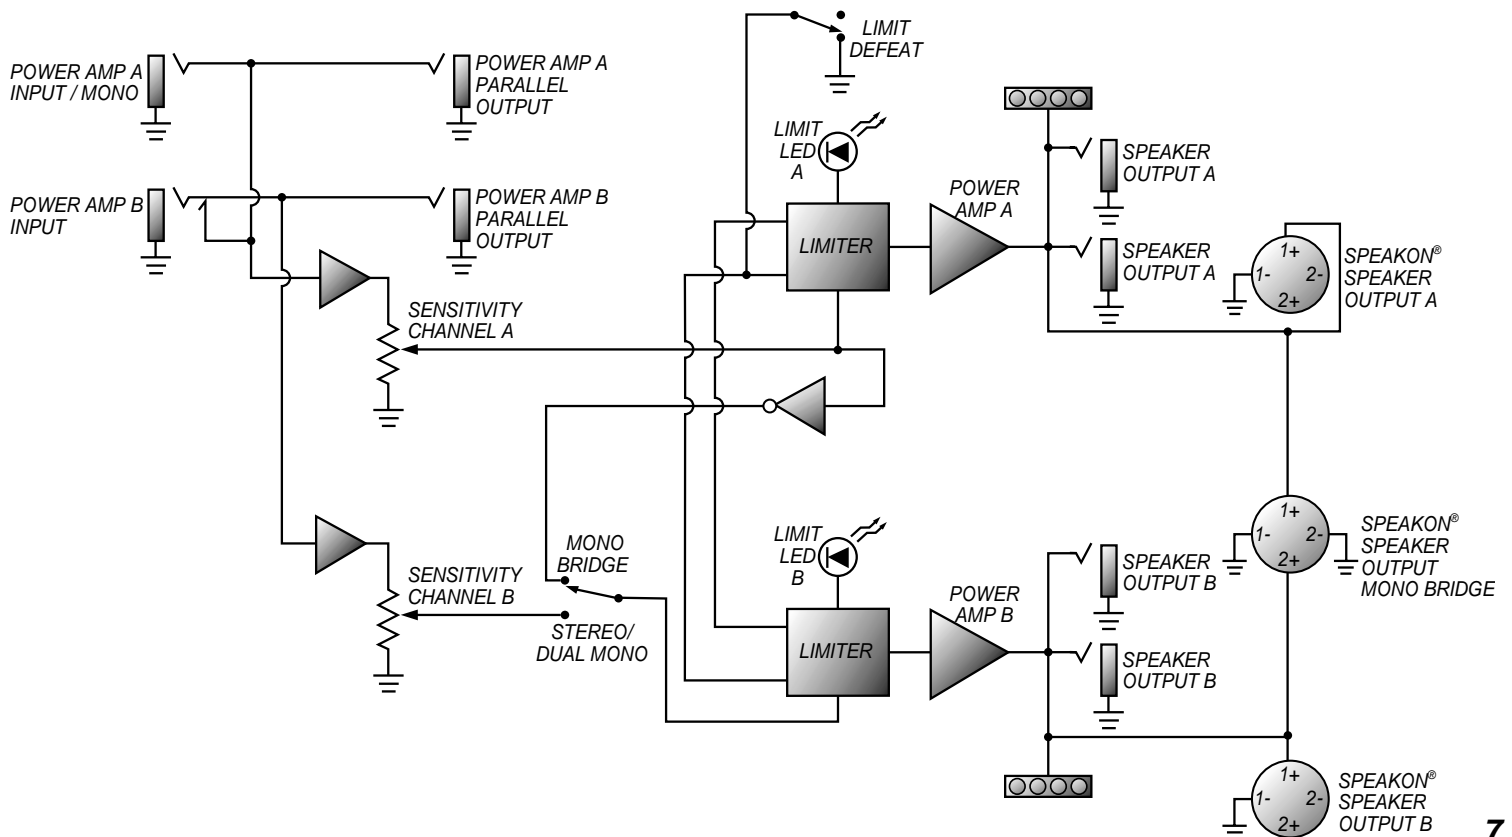 LIMIT
DEFEAT
POWER AMP A
INPUT / MONO
POWER AMP A
PARALLEL
OUTPUT
LIMIT
LED
A
SPEAKER
OUTPUT A
POWER AMP B
INPUT
POWER AMP B
PARALLEL
OUTPUT
POWER
AMP A
LIMITER
SPEAKER
OUTPUT A
1+
1-
2-
2+
SPEAKON®
SPEAKER
OUTPUT A
SENSITIVITY
CHANNEL A
MONO
BRIDGE
LIMIT
LED
B
1+
1-
2-
2+
SPEAKON®
SPEAKER
OUTPUT
MONO BRIDGE
SPEAKER
OUTPUT B
SENSITIVITY
CHANNEL B
STEREO/
DUAL MONO
POWER
AMP B
LIMITER
SPEAKER
OUTPUT B
1+
1-
2-
2+
SPEAKON®
SPEAKER
OUTPUT B
7